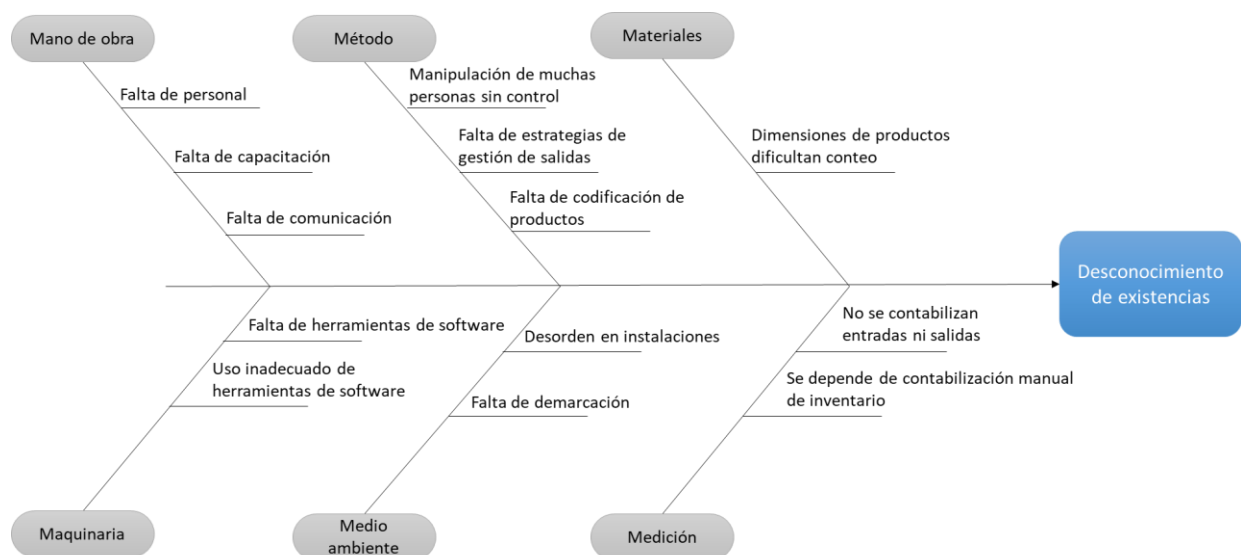 Mano de obra
Método
Materiales
Falta de personal
Falta de capacitación
Falta de comunicación
Manipulación de muchas
personas sin control
Falta de estrategias de
gestión de salidas
Falta de codificación de
productos
Dimensiones de productos
dificultan conteo
Desconocimiento
de existencias
Falta de herramientas de software
Uso inadecuado de
herramientas de software
Desorden en instalaciones
Falta de demarcación
No se contabilizan
entradas ni salidas
Se depende de contabilización manual
de inventario
Maquinaria
Medio
ambiente
Medición